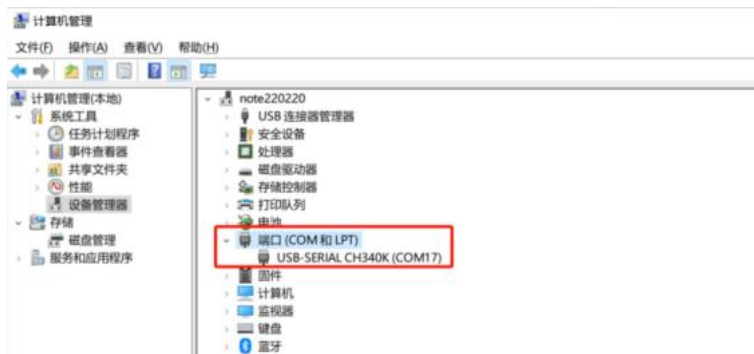 计算机管理
文件(F) 操作(A) 查看(V) 帮助(H)
计算机管理(本地)
系统工具
任务计划程序
事件查看器
共享文件夹
性能
设备管理器
存储
磁盘管理
服务和应用程序
note220220
USB 连接器管理器
安全设备
处理器
磁盘驱动器
存储控制器
打印队列
电池
端口 (COM 和 LPT)
USB-SERIAL CH340K (COM17)
固件
计算机
监视器
键盘
蓝牙